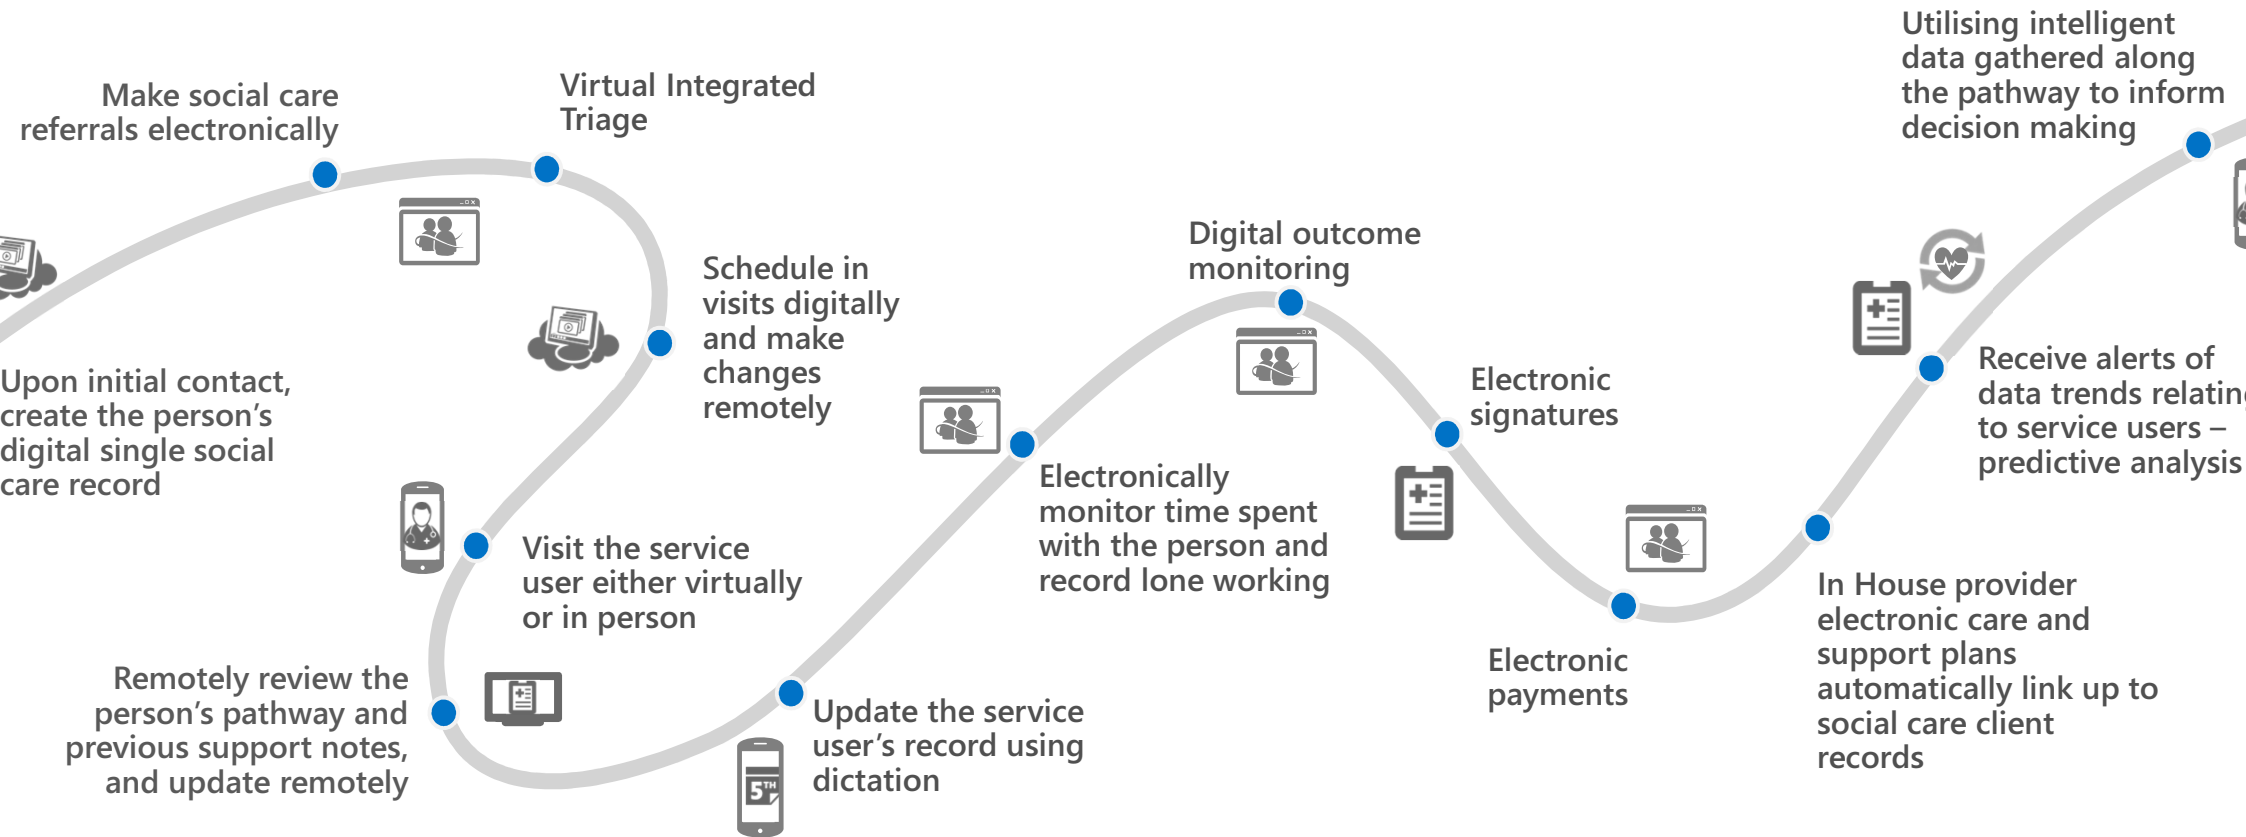 Make social care
referrals electronically
Virtual Integrated
Triage
Upon initial contact,
create the person’s
digital single social
care record
Schedule in
visits digitally
and make
changes
remotely
Visit the service
user either virtually
or in person
Remotely review the
person’s pathway and
previous support notes,
and update remotely
5TH
Update the service
user’s record using
dictation
Electronically
monitor time spent
with the person and
record lone working
Digital outcome
monitoring
Electronic
signatures
Electronic
payments
In House provider
electronic care and
support plans
automatically link up to
social care client
records
Receive alerts of
data trends relating
to service users –
predictive analysis
Utilising intelligent
data gathered along
the pathway to inform
decision making